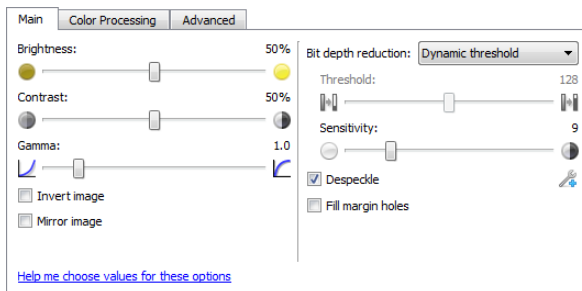 Main Color Processing Advanced
Brightness: 50%
Contrast: 50%
Gamma: 1.0
Invert image
Mirror image
Help me choose values for these options
Bit depth reduction: Dynamic threshold
Threshold: 128
Sensitivity: 9
Despeckle
Fill margin holes